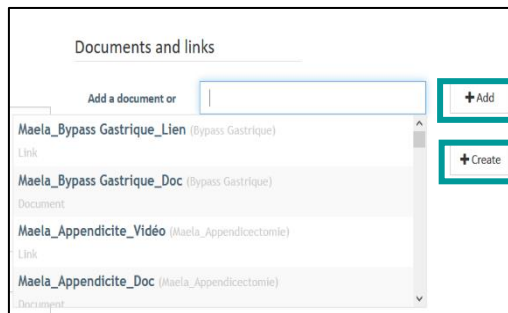 Documents and links
Add a document or
+ Add
Maela_Bypass Gastrique_Lien (Bypass Gastrique)
Link
+ Create
Maela_Bypass Gastrique_Doc (Bypass Gastrique)
Document
Maela_Appendicite_Vidéo (Maela_Appendicectomie)
Link
Maela_Appendicite_Doc (Maela_Appendicectomie)
Document